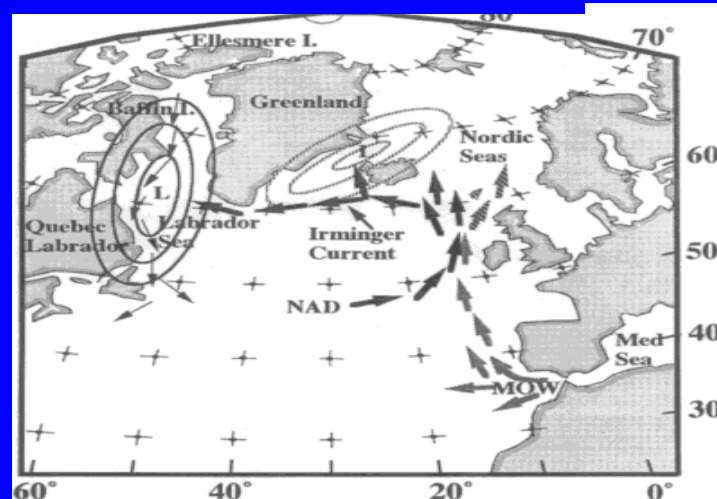 80
70°
Ellesmere I.
Greenland
Baffin I.
Nordic
Seas
60
L
Quebec
Labrador
Labrador
Sea
Irminger
Current
50
NAD
40
Med
Sea
MOW
30
60
40°
20°
0°